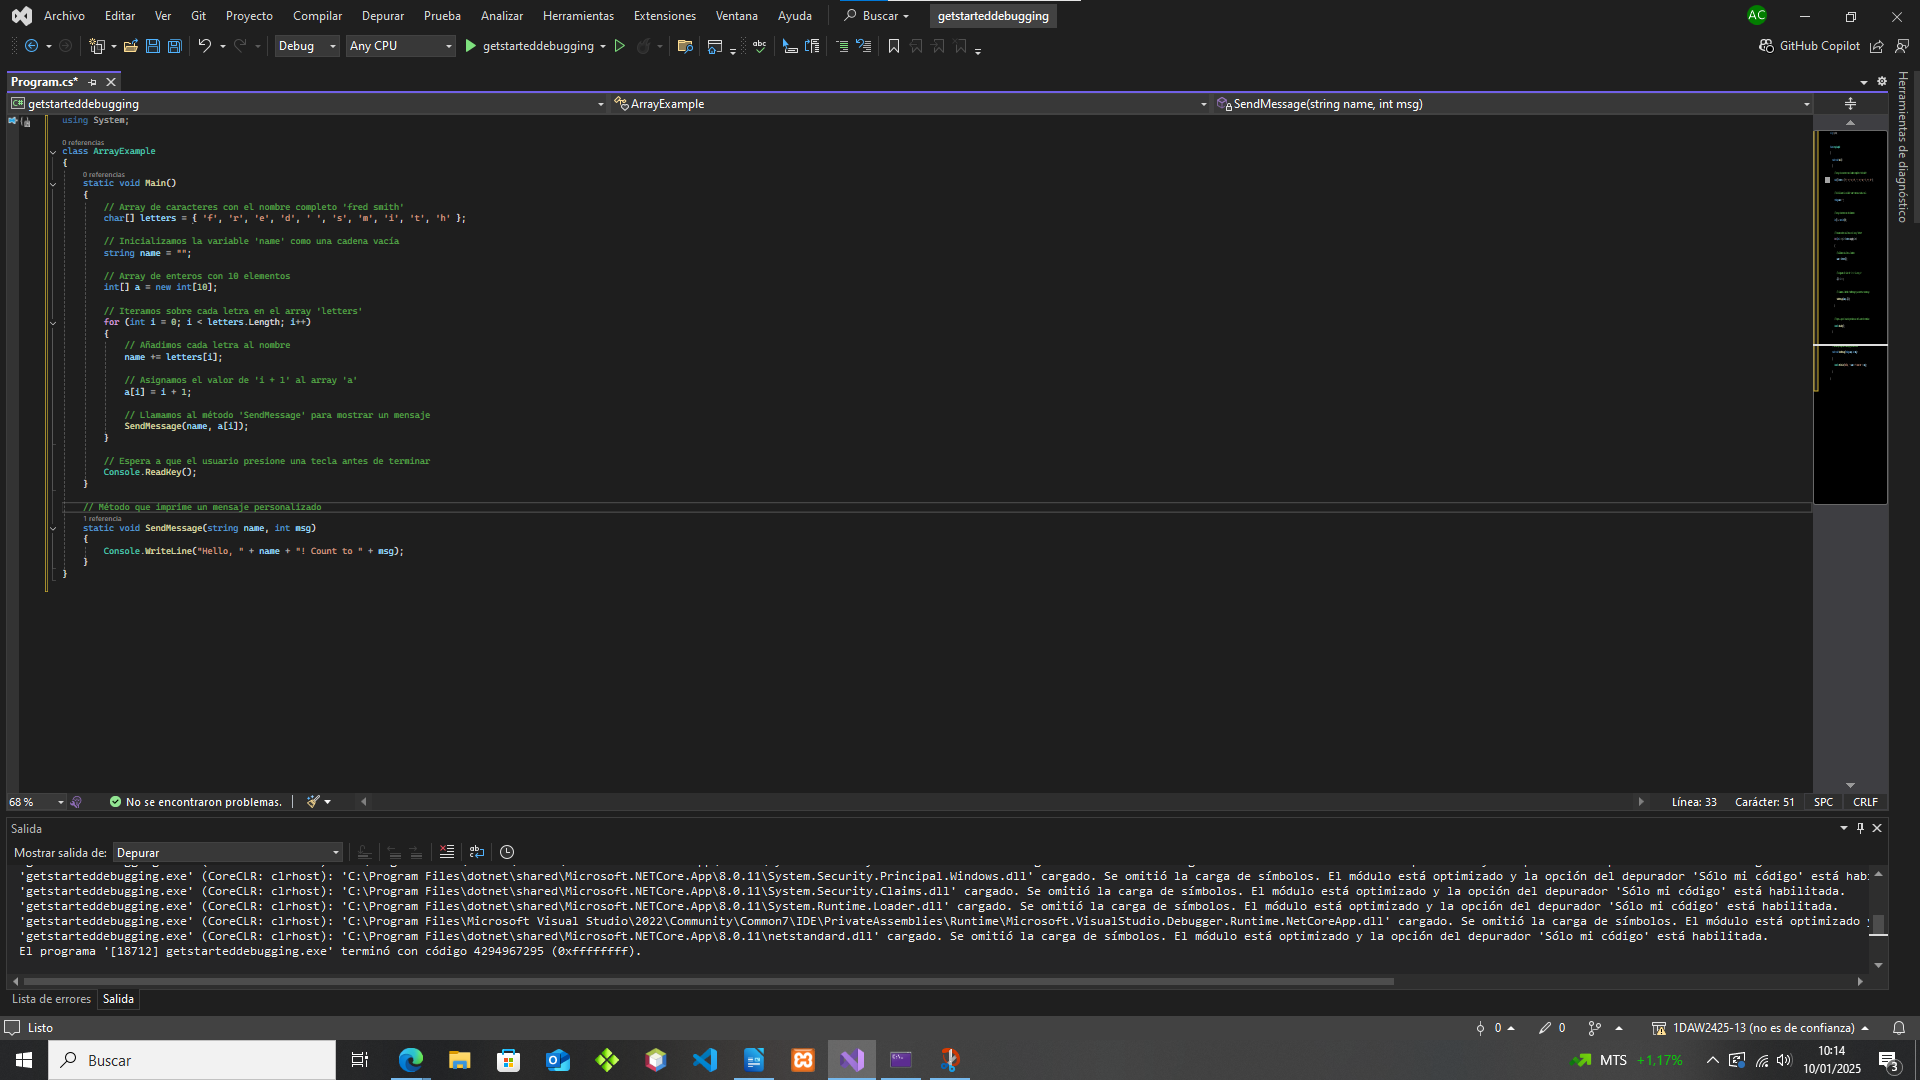 Archivo Editar Ver Git Proyecto Compilar Depurar Prueba Analizar Herramientas Extensiones Ventana Ayuda Buscar getstarteddebugging AC
Debug Any CPU getstarteddebugging GitHub Copilot
Program.cs*
getstarteddebugging ArrayExample SendMessage(string name, int msg)
Herramientas de diagnóstico
using System;
0 referencias
class ArrayExample
{
0 referencias
static void Main()
{
// Array de caracteres con el nombre completo 'fred smith'
char[] letters = { 'f', 'r', 'e', 'd', ' ', 's', 'm', 'i', 't', 'h' };
// Inicializamos la variable 'name' como una cadena vacía
string name = "";
// Array de enteros con 10 elementos
int[] a = new int[10];
// Iteramos sobre cada letra en el array 'letters'
for (int i = 0; i < letters.Length; i++)
{
// Añadimos cada letra al nombre
name += letters[i];
// Asignamos el valor de 'i + 1' al array 'a'
a[i] = i + 1;
// Llamamos al método 'SendMessage' para mostrar un mensaje
SendMessage(name, a[i]);
}
// Espera a que el usuario presione una tecla antes de terminar
Console.ReadKey();
}
// Método que imprime un mensaje personalizado
1 referencia
static void SendMessage(string name, int msg)
{
Console.WriteLine("Hello, " + name + "! Count to " + msg);
}
}
68 % No se encontraron problemas. Línea: 33 Carácter: 51 SPC CRLF
Salida
Mostrar salida de: Depurar
'getstarteddebugging.exe' (CoreCLR: clrhost): 'C:\Program Files\dotnet\shared\Microsoft.NETCore.App\8.0.11\System.Security.Principal.Windows.dll' cargado. Se omitió la carga de símbolos. El módulo está optimizado y la opción del depurador 'Sólo mi código' está hab
'getstarteddebugging.exe' (CoreCLR: clrhost): 'C:\Program Files\dotnet\shared\Microsoft.NETCore.App\8.0.11\System.Security.Claims.dll' cargado. Se omitió la carga de símbolos. El módulo está optimizado y la opción del depurador 'Sólo mi código' está habilitada.
'getstarteddebugging.exe' (CoreCLR: clrhost): 'C:\Program Files\dotnet\shared\Microsoft.NETCore.App\8.0.11\System.Runtime.Loader.dll' cargado. Se omitió la carga de símbolos. El módulo está optimizado y la opción del depurador 'Sólo mi código' está habilitada.
'getstarteddebugging.exe' (CoreCLR: clrhost): 'C:\Program Files\Microsoft Visual Studio\2022\Community\Common7\IDE\PrivateAssemblies\Runtime\Microsoft.VisualStudio.Debugger.Runtime.NetCoreApp.dll' cargado. Se omitió la carga de símbolos. El módulo está optimizado y
'getstarteddebugging.exe' (CoreCLR: clrhost): 'C:\Program Files\dotnet\shared\Microsoft.NETCore.App\8.0.11\netstandard.dll' cargado. Se omitió la carga de símbolos. El módulo está optimizado y la opción del depurador 'Sólo mi código' está habilitada.
El programa '[18712] getstarteddebugging.exe' terminó con código 4294967295 (0xffffffff).
Lista de errores Salida
Listo 0 0 1DAW2425-13 (no es de confianza)
Buscar MTS +1,17% 10:14
10/01/2025 3